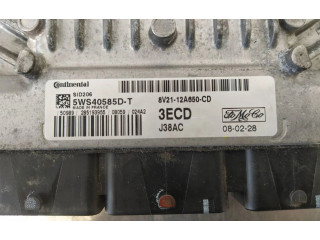 Continental
SID206
5WS40585D-T
MADE IN FRANCE
8V21-12A650-CD
3ECD
J38AC
FoMoCo
08-02-28